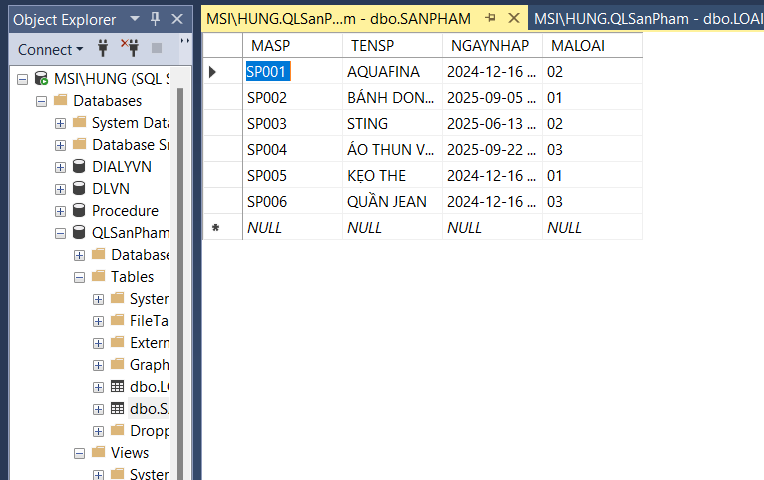 Object Explorer
Connect
MSI\HUNG (SQL S
Databases
System Data
Database Sn
DIALYVN
DLVN
Procedure
QLSanPham
Database
Tables
System
FileTa
Extern
Graph
dbo.LO
dbo.SA
Dropp
Views
System
MSI\HUNG.QLSanP...m - dbo.SANPHAM
MSI\HUNG.QLSanPham - dbo.LOAI
MASP TENSP NGAYNHAP MALOAI
SP001 AQUAFINA 2024-12-16 ... 02
SP002 BÁNH DON... 2025-09-05 ... 01
SP003 STING 2025-06-13 ... 02
SP004 ÁO THUN V... 2025-09-22 ... 03
SP005 KẸO THE 2024-12-16 ... 01
SP006 QUẦN JEAN 2024-12-16 ... 03
NULL NULL NULL NULL